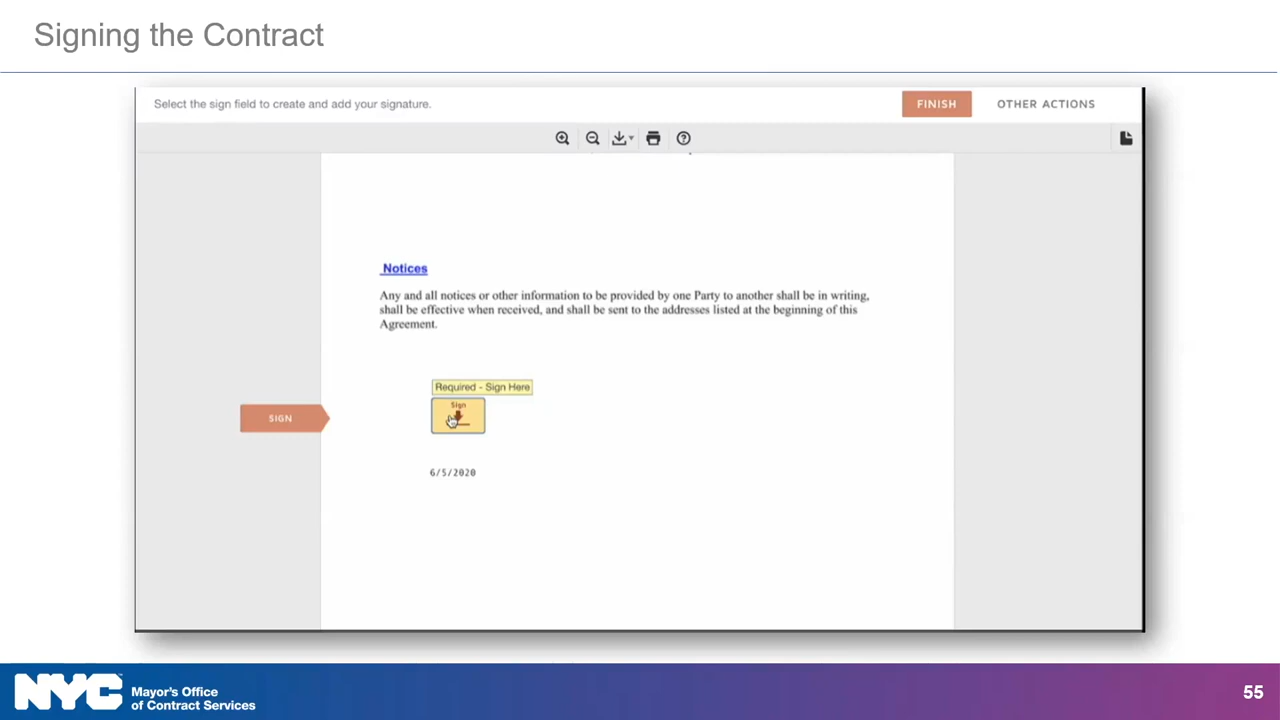 Signing the Contract
Select the sign field to create and add your signature.
FINISH
OTHER ACTIONS
Notices
Any and all notices or other information to be provided by one Party to another shall be in writing,
shall be effective when received, and shall be sent to the addresses listed at the beginning of this
Agreement.
Required - Sign Here
Sign
SIGN
6/5/2020
NYC
Mayor's Office
of Contract Services
55